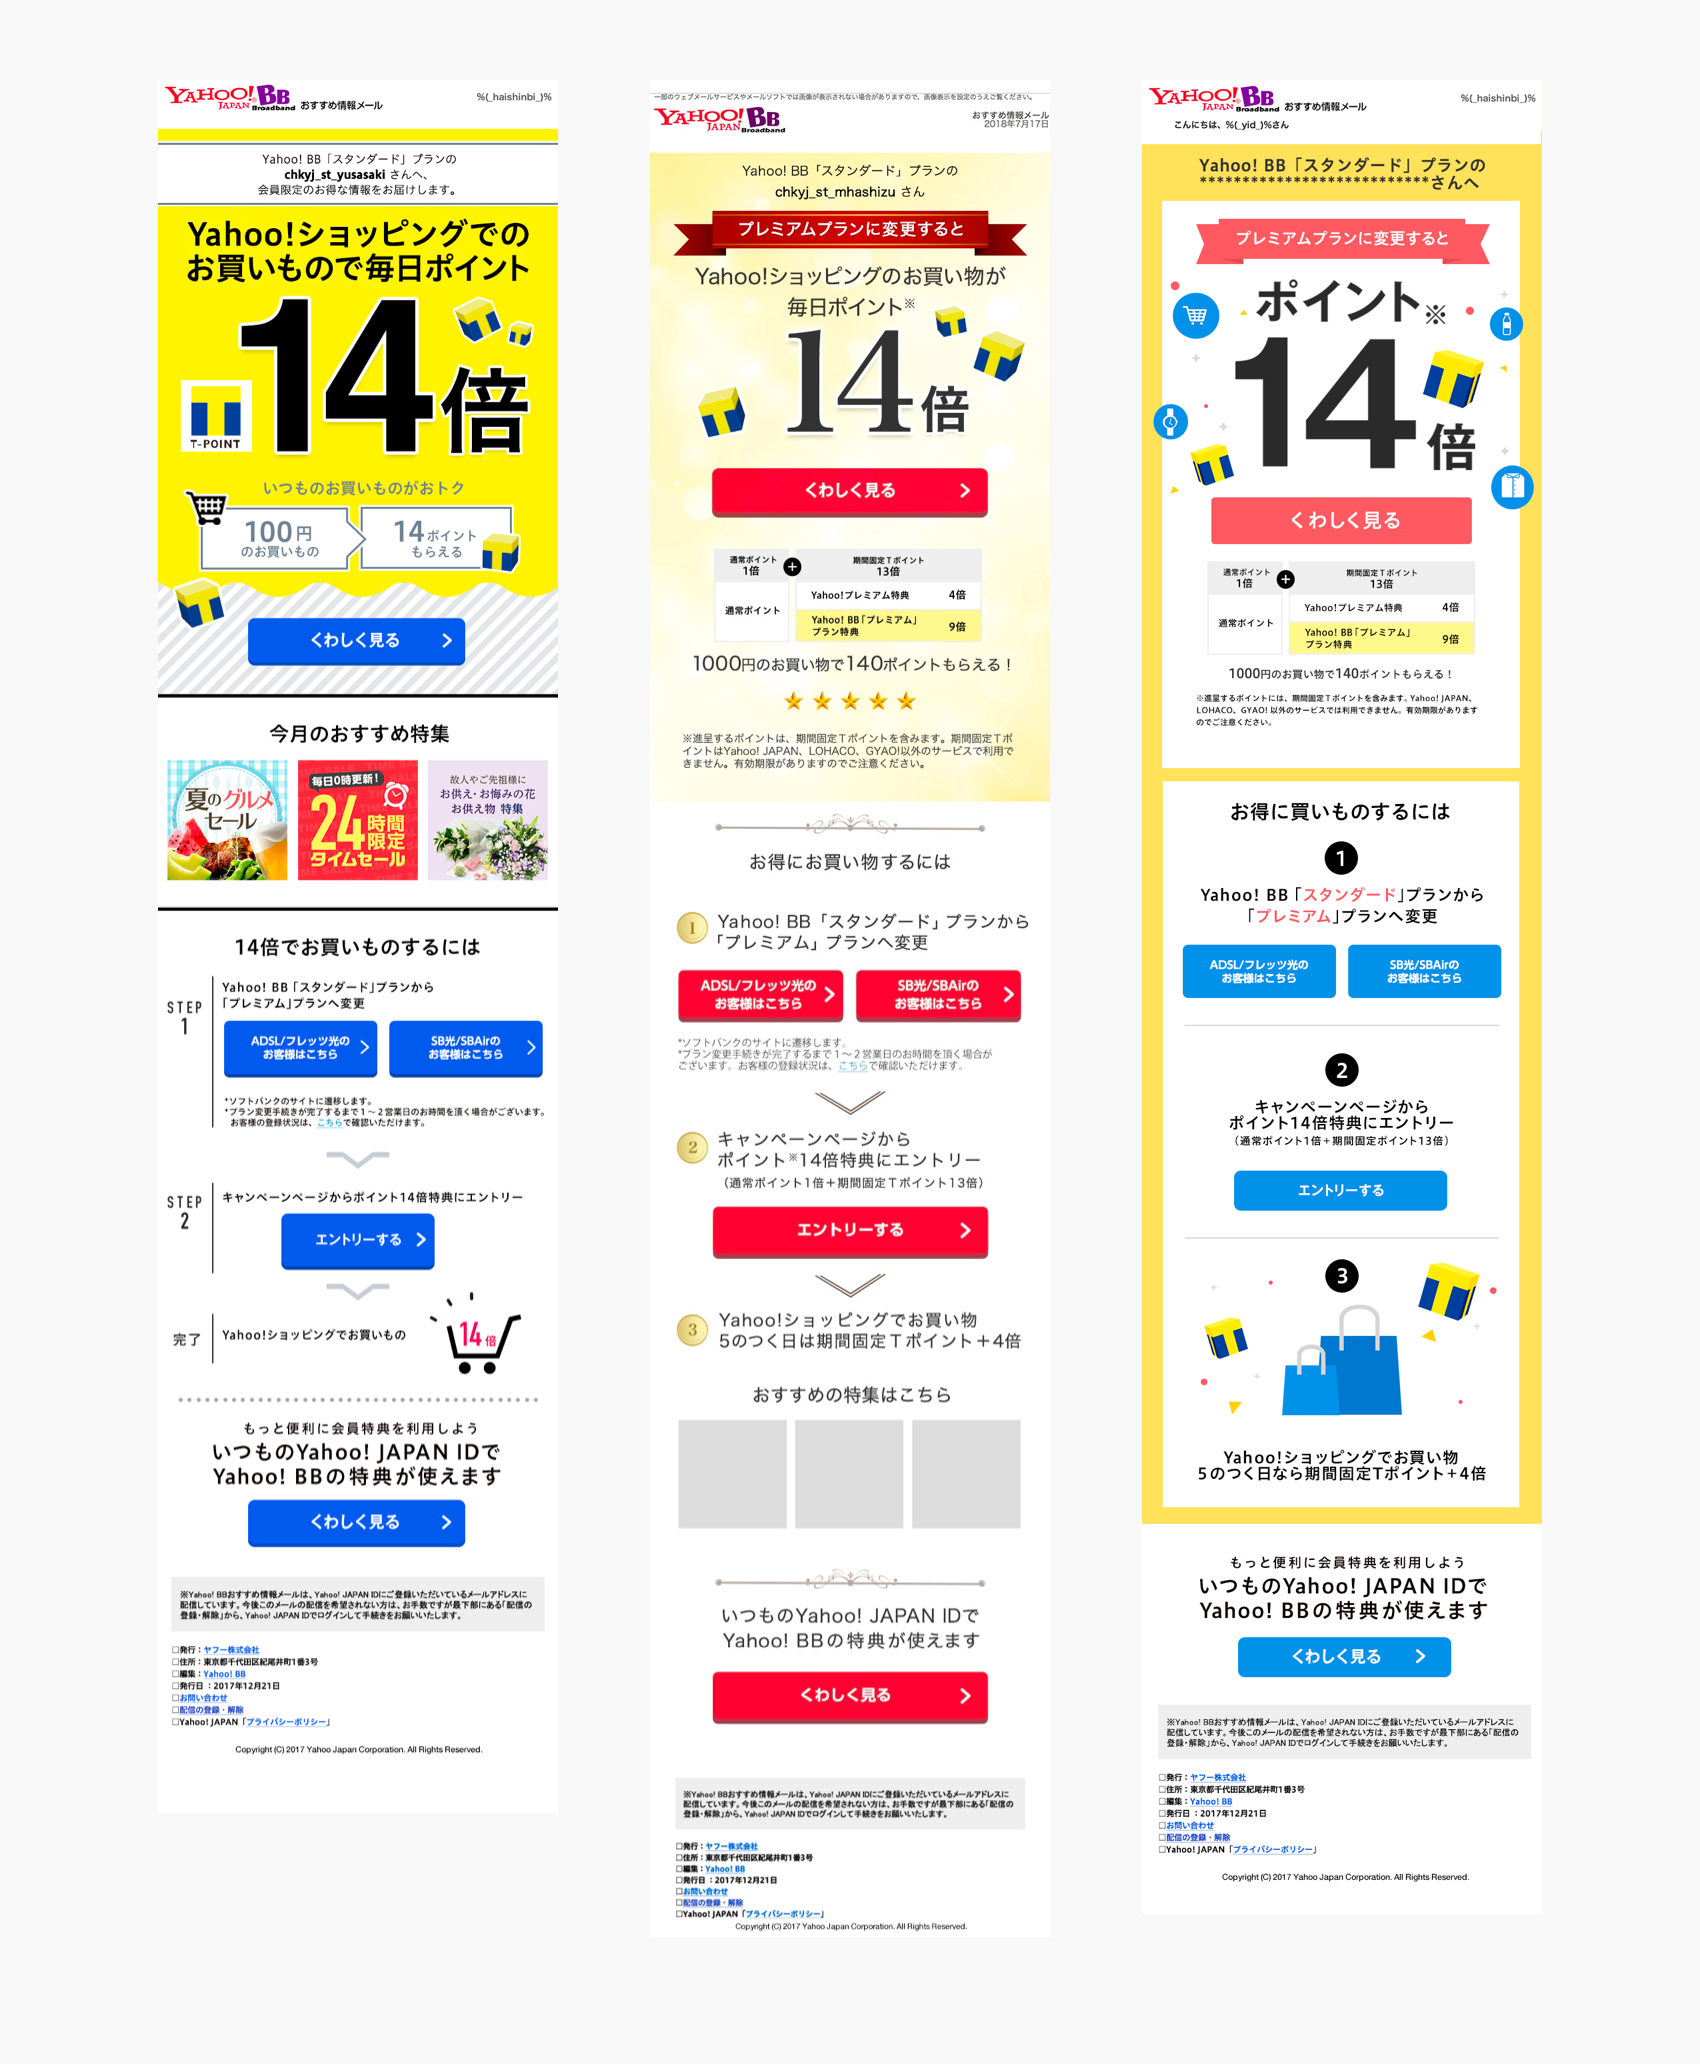 YAHOO! JAPAN BB Broadband おすすめ情報メール
%(_haishinbi_)%
Yahoo! BB「スタンダード」プランの
chkyj_st_yusasaki さんへ、
会員限定のお得な情報をお届けします。
Yahoo!ショッピングでの
お買いもので毎日ポイント
14倍
T-POINT
いつものお買いものがおトク
100円
のお買いもの
14ポイント
もらえる
くわしく見る
今月のおすすめ特集
夏のグルメ
セール
毎日0時更新!
24時間
限定
タイムセール
故人やご先祖様に
お供え・お悔みの花
お供え物 特集
14倍でお買いものするには
STEP
1
Yahoo! BB「スタンダード」プランから
「プレミアム」プランへ変更
ADSL/フレッツ光の
お客様はこちら
SB光/SBAirの
お客様はこちら
*ソフトバンクのサイトに遷移します。
*プラン変更手続きが完了するまで1〜2営業日のお時間を頂く場合がございます。
お客様の登録状況は、こちらで確認いただけます。
STEP
2
キャンペーンページからポイント14倍特典にエントリー
エントリーする
完了
Yahoo!ショッピングでお買いもの
14倍
もっと便利に会員特典を利用しよう
いつものYahoo! JAPAN IDで
Yahoo! BBの特典が使えます
くわしく見る
※Yahoo! BBおすすめ情報メールは、Yahoo! JAPAN IDにご登録いただいているメールアドレスに
配信しています。今後このメールの配信を希望されない方は、お手数ですが最下部にある「配信の
登録・解除」から、Yahoo! JAPAN IDでログインして手続きをお願いいたします。
□発行：ヤフー株式会社
□住所：東京都千代田区紀尾井町1番3号
□編集：Yahoo! BB
□発行日：2017年12月21日
□お問い合わせ
□配信の登録・解除
□Yahoo! JAPAN「プライバシーポリシー」
Copyright (C) 2017 Yahoo Japan Corporation. All Rights Reserved.
一部のウェブメールサービスやメールソフトでは画像が表示されない場合がありますので、画像表示を設定のうえご覧ください。
YAHOO! JAPAN BB Broadband
おすすめ情報メール
2018年7月17日
Yahoo! BB「スタンダード」プランの
chkyj_st_mhashizu さん
プレミアムプランに変更すると
Yahoo!ショッピングのお買い物が
毎日ポイント※
14倍
くわしく見る
通常ポイント
1倍
+
期間固定Tポイント
13倍
通常ポイント
Yahoo!プレミアム特典 4倍
Yahoo! BB「プレミアム」
プラン特典 9倍
1000円のお買い物で140ポイントもらえる！
※進呈するポイントは、期間固定Tポイントを含みます。期間固定Tポ
イントはYahoo! JAPAN、LOHACO、GYAO!以外のサービスで利用で
きません。有効期限がありますのでご注意ください。
お得にお買い物するには
1
Yahoo! BB「スタンダード」プランから
「プレミアム」プランへ変更
ADSL/フレッツ光の
お客様はこちら
SB光/SBAirの
お客様はこちら
*ソフトバンクのサイトに遷移します。
*プラン変更手続きが完了するまで1〜2営業日のお時間を頂く場合が
ございます。お客様の登録状況は、こちらで確認いただけます。
2
キャンペーンページから
ポイント※14倍特典にエントリー
（通常ポイント1倍＋期間固定Tポイント13倍）
エントリーする
3
Yahoo!ショッピングでお買い物
5のつく日は期間固定Tポイント＋4倍
おすすめの特集はこちら
いつものYahoo! JAPAN IDで
Yahoo! BBの特典が使えます
くわしく見る
※Yahoo! BBおすすめ情報メールは、Yahoo! JAPAN IDにご登録いただいているメールアドレスに
配信しています。今後このメールの配信を希望されない方は、お手数ですが最下部にある「配信の
登録・解除」から、Yahoo! JAPAN IDでログインして手続きをお願いいたします。
□発行：ヤフー株式会社
□住所：東京都千代田区紀尾井町1番3号
□編集：Yahoo! BB
□発行日：2017年12月21日
□お問い合わせ
□配信の登録・解除
□Yahoo! JAPAN「プライバシーポリシー」
Copyright (C) 2017 Yahoo Japan Corporation. All Rights Reserved.
YAHOO! JAPAN BB Broadband おすすめ情報メール
%(_haishinbi_)%
こんにちは、%(_yid_)%さん
Yahoo! BB「スタンダード」プランの
***************************さんへ
プレミアムプランに変更すると
ポイント※
14倍
くわしく見る
通常ポイント
1倍
+
期間固定Tポイント
13倍
通常ポイント
Yahoo!プレミアム特典 4倍
Yahoo! BB「プレミアム」
プラン特典 9倍
1000円のお買い物で140ポイントもらえる！
※進呈するポイントには、期間固定Tポイントを含みます。Yahoo! JAPAN、
LOHACO、GYAO! 以外のサービスでは利用できません。有効期限があります
のでご注意ください。
お得に買いものするには
1
Yahoo! BB「スタンダード」プランから
「プレミアム」プランへ変更
ADSL/フレッツ光の
お客様はこちら
SB光/SBAirの
お客様はこちら
2
キャンペーンページから
ポイント14倍特典にエントリー
（通常ポイント1倍＋期間固定ポイント13倍）
エントリーする
3
Yahoo!ショッピングでお買い物
5のつく日なら期間固定Tポイント＋4倍
もっと便利に会員特典を利用しよう
いつものYahoo! JAPAN IDで
Yahoo! BBの特典が使えます
くわしく見る
※Yahoo! BBおすすめ情報メールは、Yahoo! JAPAN IDにご登録いただいているメールアドレスに
配信しています。今後このメールの配信を希望されない方は、お手数ですが最下部にある「配信の
登録・解除」から、Yahoo! JAPAN IDでログインして手続きをお願いいたします。
□発行：ヤフー株式会社
□住所：東京都千代田区紀尾井町1番3号
□編集：Yahoo! BB
□発行日：2017年12月21日
□お問い合わせ
□配信の登録・解除
□Yahoo! JAPAN「プライバシーポリシー」
Copyright (C) 2017 Yahoo Japan Corporation. All Rights Reserved.